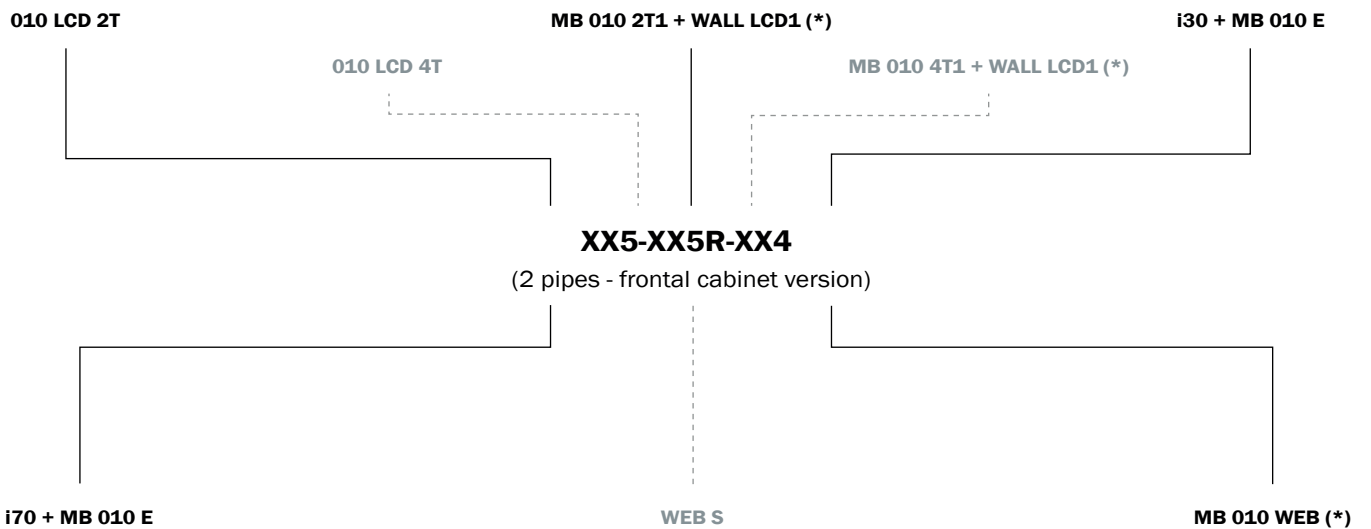 010 LCD 2T
MB 010 2T1 + WALL LCD1 (*)
i30 + MB 010 E
010 LCD 4T
MB 010 4T1 + WALL LCD1 (*)
XX5-XX5R-XX4
(2 pipes - frontal cabinet version)
i70 + MB 010 E
WEB S
MB 010 WEB (*)